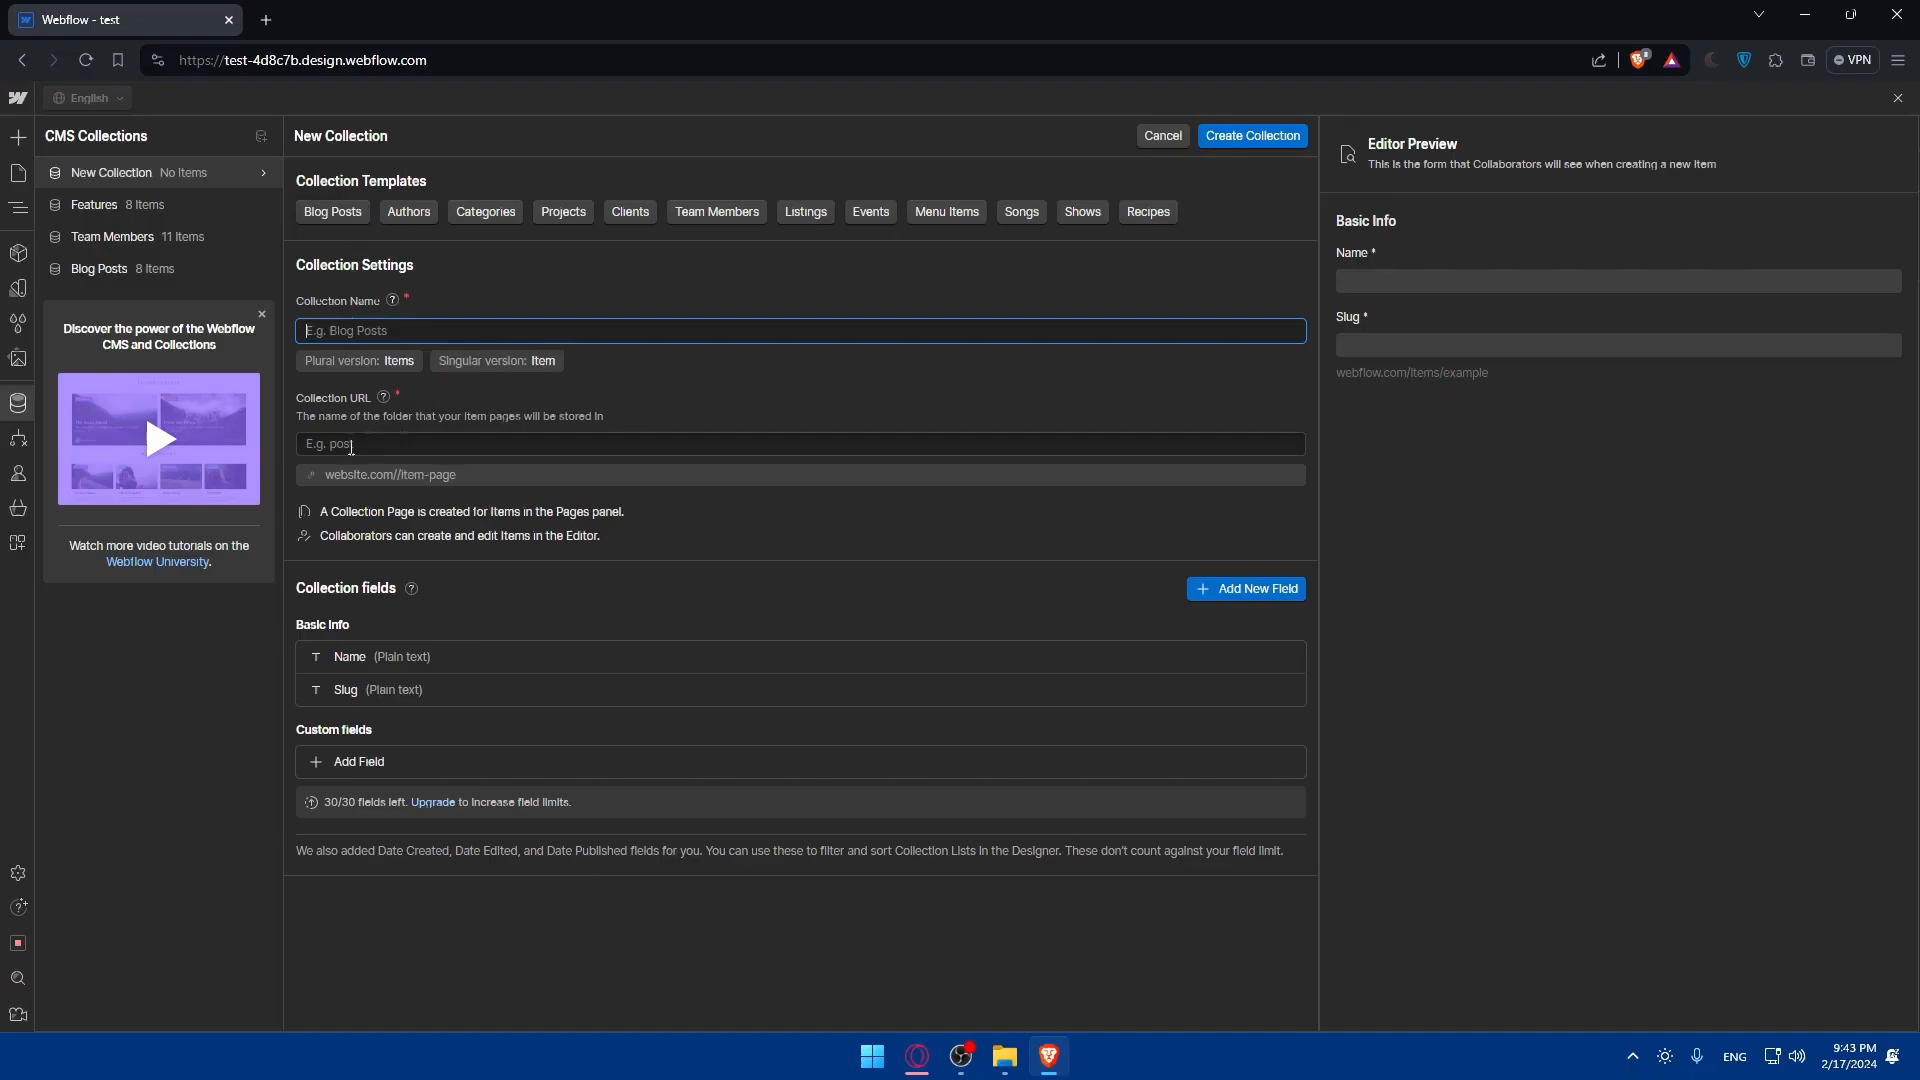 Webflow - test
https://test-4d8c7b.design.webflow.com
VPN
English
CMS Collections
New Collection No Items
Features 8 Items
Team Members 11 Items
Blog Posts 8 Items
Discover the power of the Webflow
CMS and Collections
Watch more video tutorials on the
Webflow University.
New Collection
Cancel
Create Collection
Collection Templates
Blog Posts
Authors
Categories
Projects
Clients
Team Members
Listings
Events
Menu Items
Songs
Shows
Recipes
Collection Settings
Collection Name ? *
E.g. Blog Posts
Plural version: Items
Singular version: Item
Collection URL ? *
The name of the folder that your Item pages will be stored in
E.g. post
website.com//item-page
A Collection Page is created for Items in the Pages panel.
Collaborators can create and edit Items in the Editor.
Collection fields ?
+ Add New Field
Basic Info
T Name (Plain text)
T Slug (Plain text)
Custom fields
+ Add Field
30/30 fields left. Upgrade to increase field limits.
We also added Date Created, Date Edited, and Date Published fields for you. You can use these to filter and sort Collection Lists in the Designer. These don't count against your field limit.
Editor Preview
This is the form that Collaborators will see when creating a new Item
Basic Info
Name *
Slug *
webflow.com/items/example
ENG
9:43 PM
2/17/2024